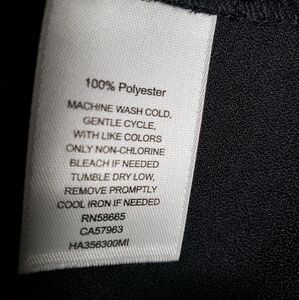 100% Polyester
MACHINE WASH COLD,
GENTLE CYCLE,
WITH LIKE COLORS
ONLY NON-CHLORINE
BLEACH IF NEEDED
TUMBLE DRY LOW,
REMOVE PROMPTLY
COOL IRON IF NEEDED
RN58665
CA57963
HA356300MI